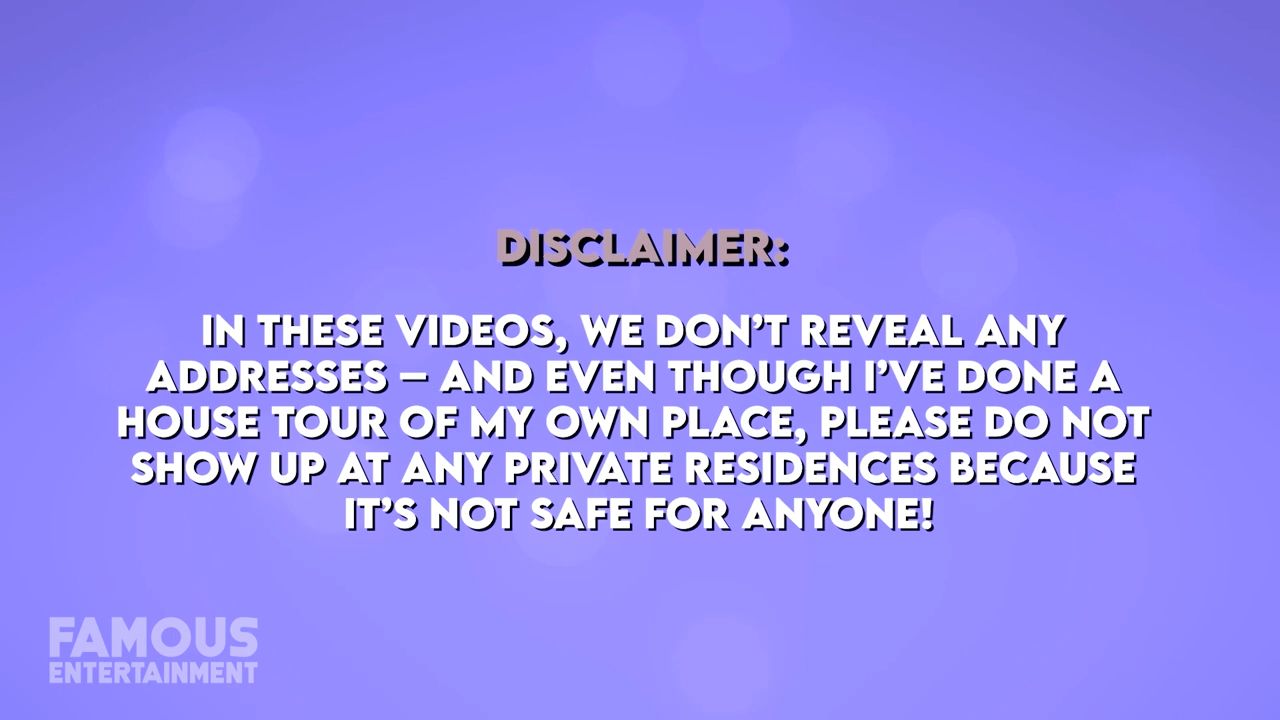 DISCLAIMER:
IN THESE VIDEOS, WE DON'T REVEAL ANY
ADDRESSES – AND EVEN THOUGH I'VE DONE A
HOUSE TOUR OF MY OWN PLACE, PLEASE DO NOT
SHOW UP AT ANY PRIVATE RESIDENCES BECAUSE
IT'S NOT SAFE FOR ANYONE!
FAMOUS
ENTERTAINMENT